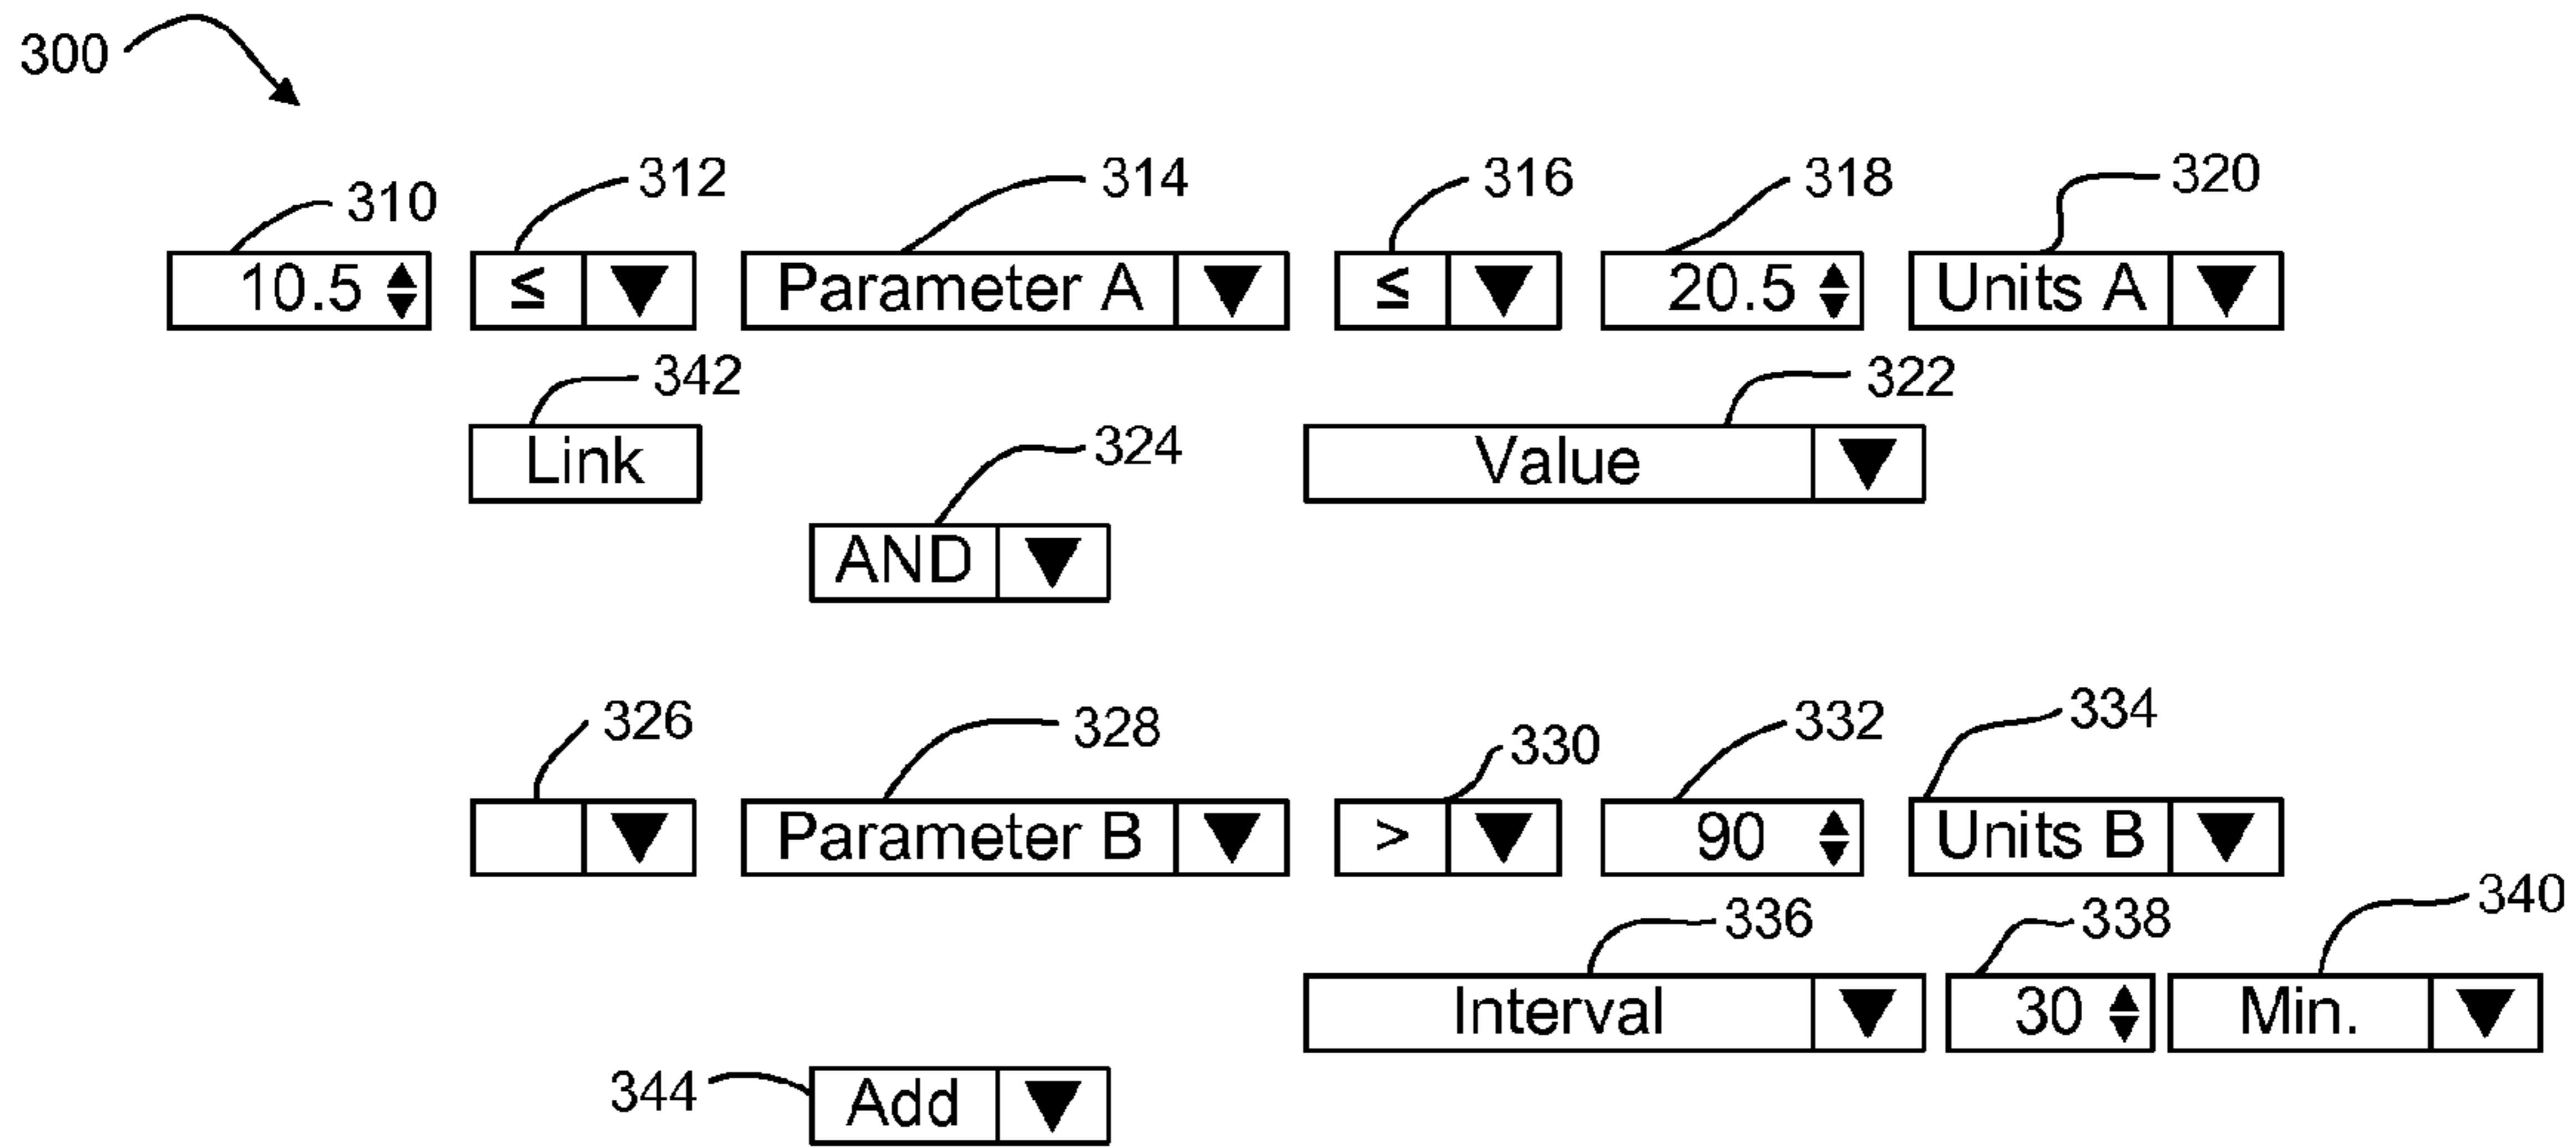 300
310 312 314 316 318 320
10.5 ≤ Parameter A ≤ 20.5 Units A
342 322
Link Value
324
AND
326 328 330 332 334
Parameter B > 90 Units B
336 338 340
Interval 30 Min.
344 Add